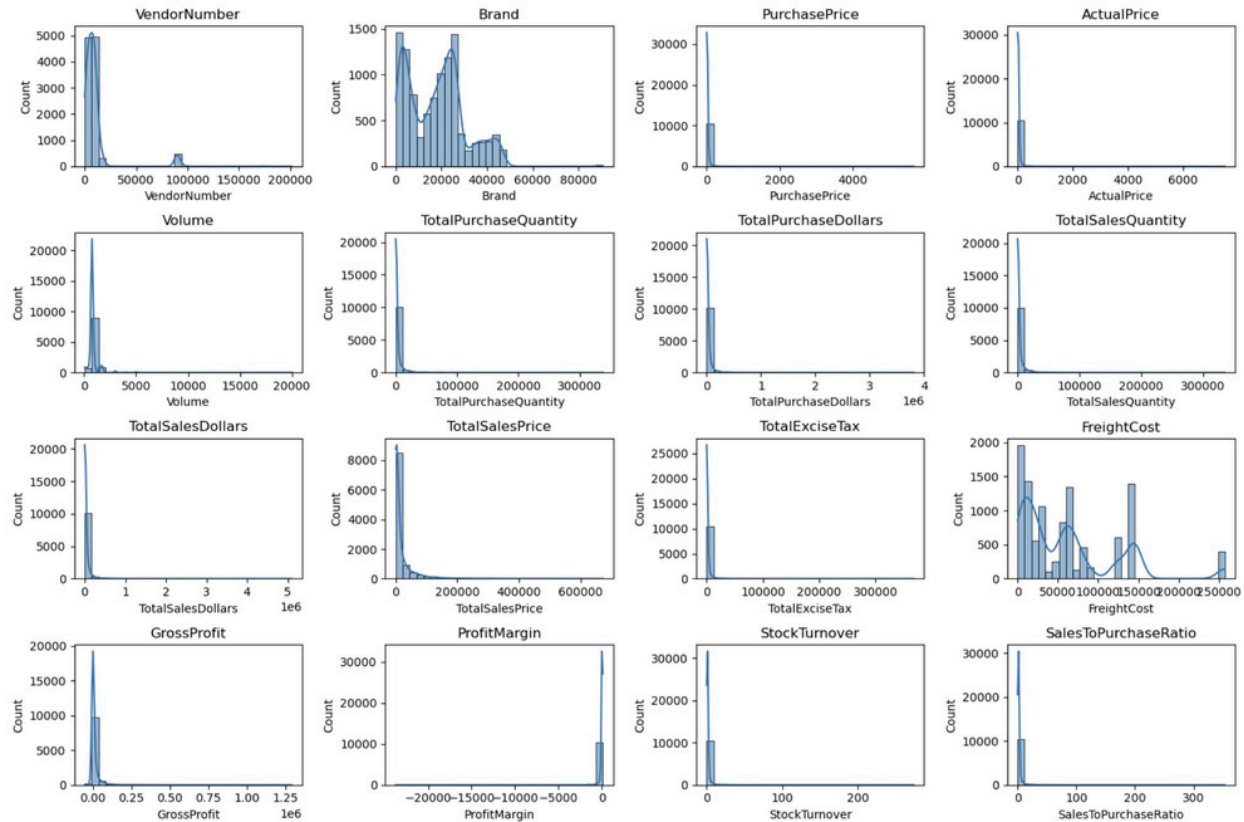 VendorNumber
Count
5000
4000
3000
2000
1000
0
0 50000 100000 150000 200000
VendorNumber
Brand
Count
1500
1000
500
0
0 20000 40000 60000 80000
Brand
PurchasePrice
Count
30000
20000
10000
0
0 2000 4000
PurchasePrice
ActualPrice
Count
30000
20000
10000
0
0 2000 4000 6000
ActualPrice
Volume
Count
20000
15000
10000
5000
0
0 5000 10000 15000 20000
Volume
TotalPurchaseQuantity
Count
20000
15000
10000
5000
0
0 100000 200000 300000
TotalPurchaseQuantity
TotalPurchaseDollars
Count
20000
15000
10000
5000
0
0 1 2 3 4
1e6
TotalPurchaseDollars
TotalSalesQuantity
Count
20000
15000
10000
5000
0
0 100000 200000 300000
TotalSalesQuantity
TotalSalesDollars
Count
20000
15000
10000
5000
0
0 1 2 3 4 5
1e6
TotalSalesDollars
TotalSalesPrice
Count
8000
6000
4000
2000
0
0 200000 400000 600000
TotalSalesPrice
TotalExciseTax
Count
25000
20000
15000
10000
5000
0
0 100000 200000 300000
TotalExciseTax
FreightCost
Count
2000
1500
1000
500
0
0 50000 100000 150000 200000 250000
FreightCost
GrossProfit
Count
20000
15000
10000
5000
0
0.00 0.25 0.50 0.75 1.00 1.25
1e6
GrossProfit
ProfitMargin
Count
30000
20000
10000
0
−20000 −15000 −10000 −5000 0
ProfitMargin
StockTurnover
Count
30000
20000
10000
0
0 100 200
StockTurnover
SalesToPurchaseRatio
Count
30000
20000
10000
0
0 100 200 300
SalesToPurchaseRatio